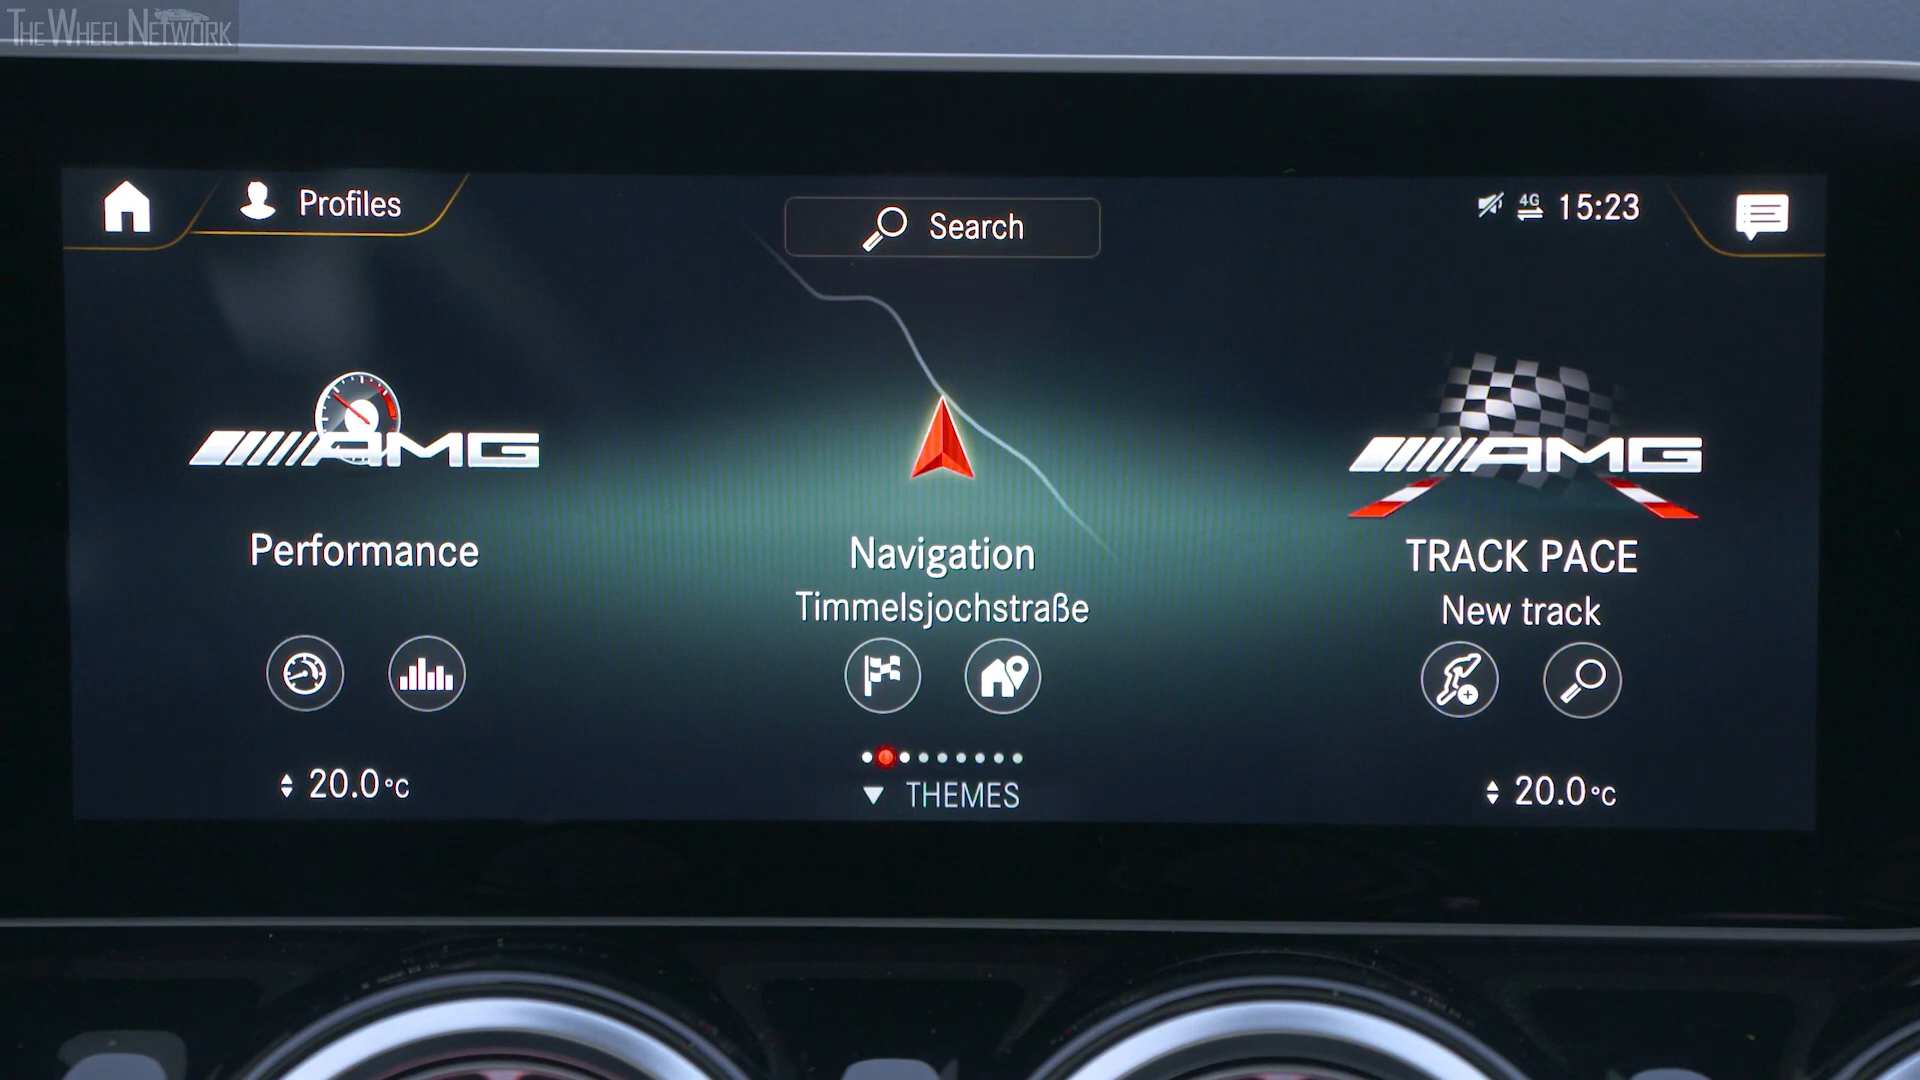 THE WHEEL NETWORK
Profiles
Search
4G 15:23
AMG
AMG
Performance
Navigation
TRACK PACE
Timmelsjochstraße
New track
20.0°C
THEMES
20.0°C